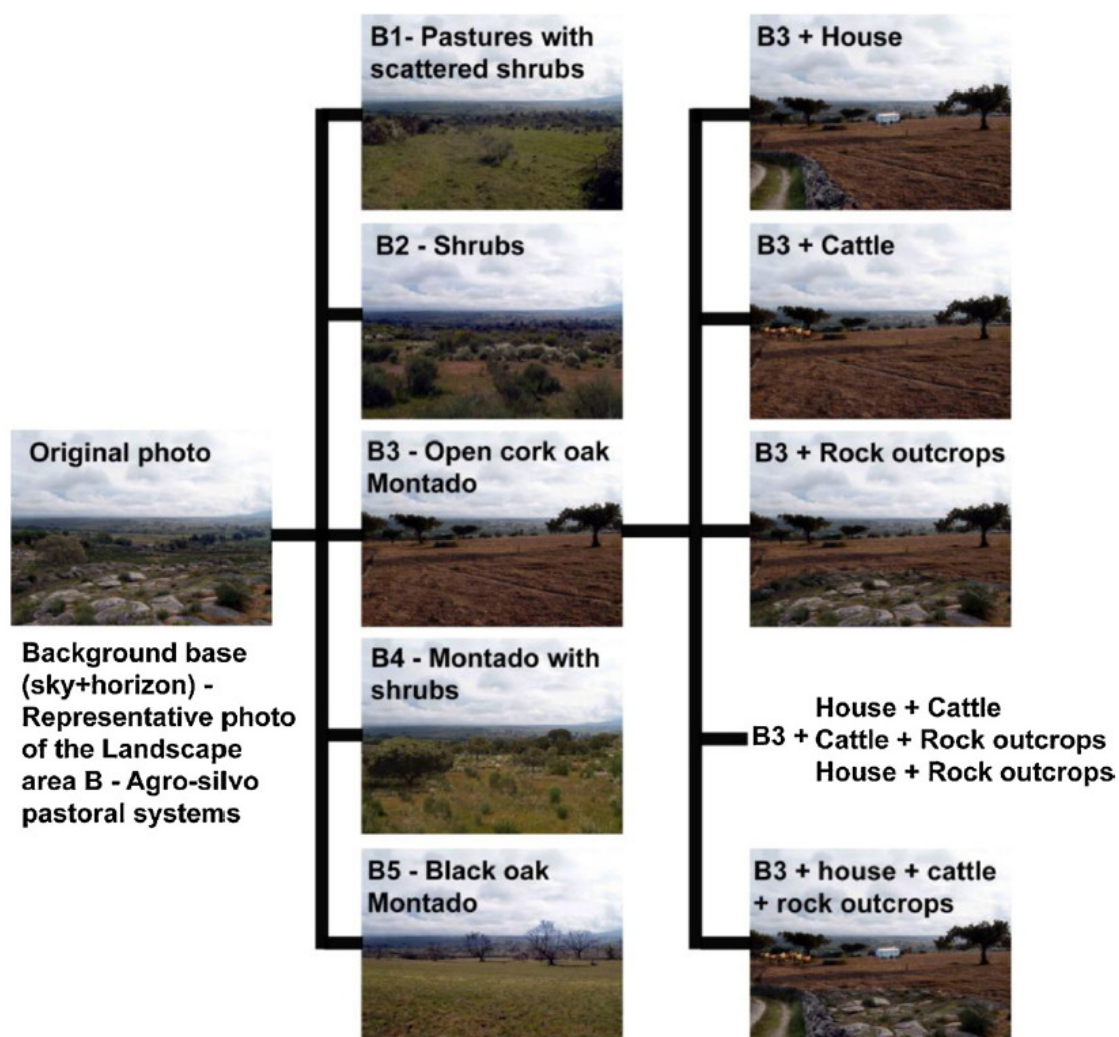 B1- Pastures with
scattered shrubs
B3 + House
B2 - Shrubs
B3 + Cattle
Original photo
B3 - Open cork oak
Montado
B3 + Rock outcrops
Background base
(sky+horizon) -
Representative photo
of the Landscape
area B - Agro-silvo
pastoral systems
B4 - Montado with
shrubs
B3 +
House + Cattle
Cattle + Rock outcrops
House + Rock outcrops
B5 - Black oak
Montado
B3 + house + cattle
+ rock outcrops